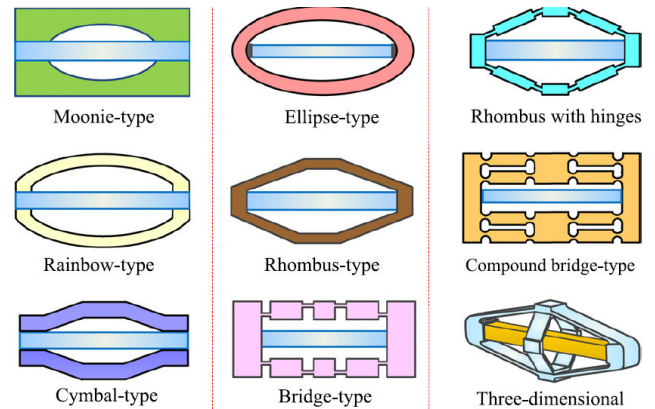 Moonie-type
Ellipse-type
Rhombus with hinges
Rainbow-type
Rhombus-type
Compound bridge-type
Cymbal-type
Bridge-type
Three-dimensional